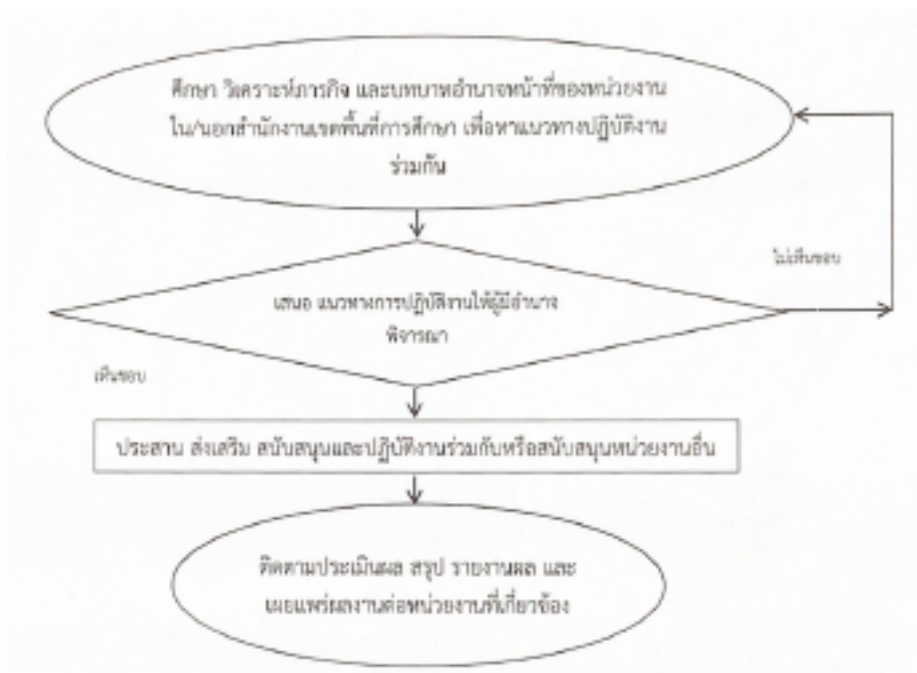 ศึกษา วิเคราะห์ภารกิจ และบทบาทอำนาจหน้าที่ของหน่วยงาน
ใน/นอกสำนักงานเขตพื้นที่การศึกษา เพื่อหาแนวทางปฏิบัติงาน
ร่วมกัน
ไม่เห็นชอบ
เสนอ แนวทางการปฏิบัติงานให้ผู้มีอำนาจ
พิจารณา
เห็นชอบ
ประสาน ส่งเสริม สนับสนุนและปฏิบัติงานร่วมกับหรือสนับสนุนหน่วยงานอื่น
ติดตามประเมินผล สรุป รายงานผล และ
เผยแพร่ผลงานต่อหน่วยงานที่เกี่ยวข้อง